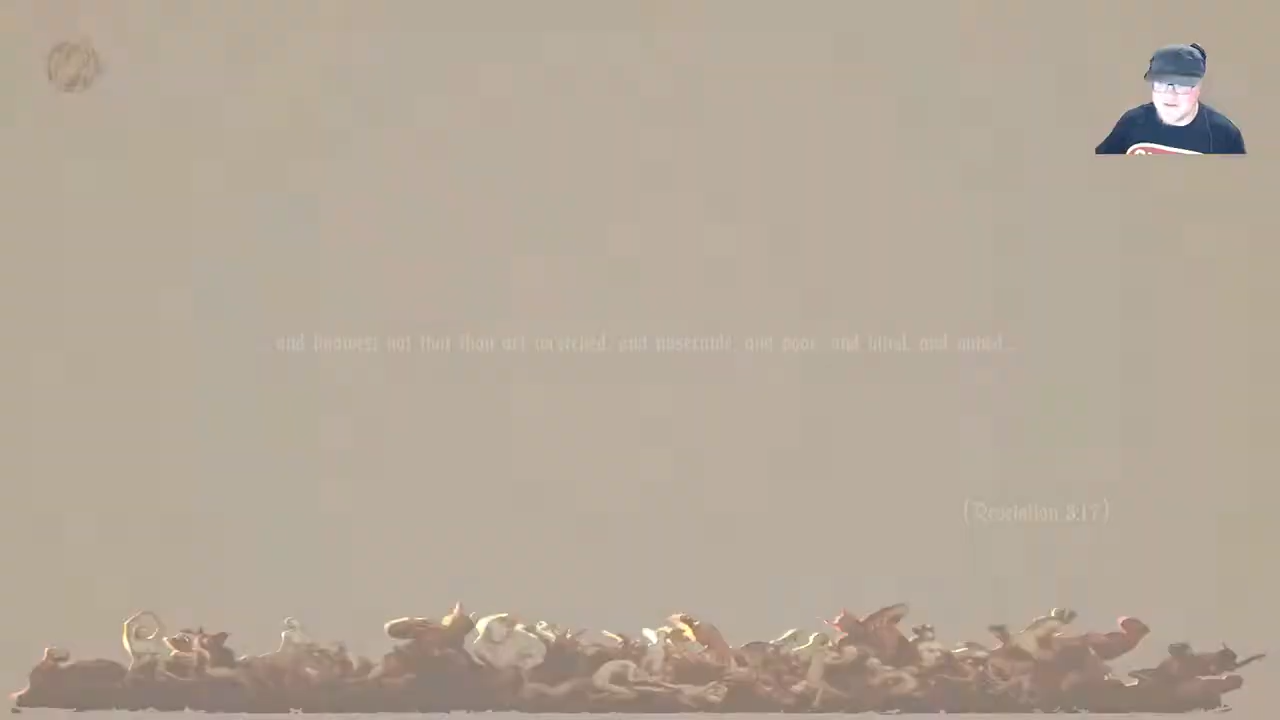 and knowest not that thou art wretched, and miserable, and poor, and blind, and naked...
(Revelation 3:17)